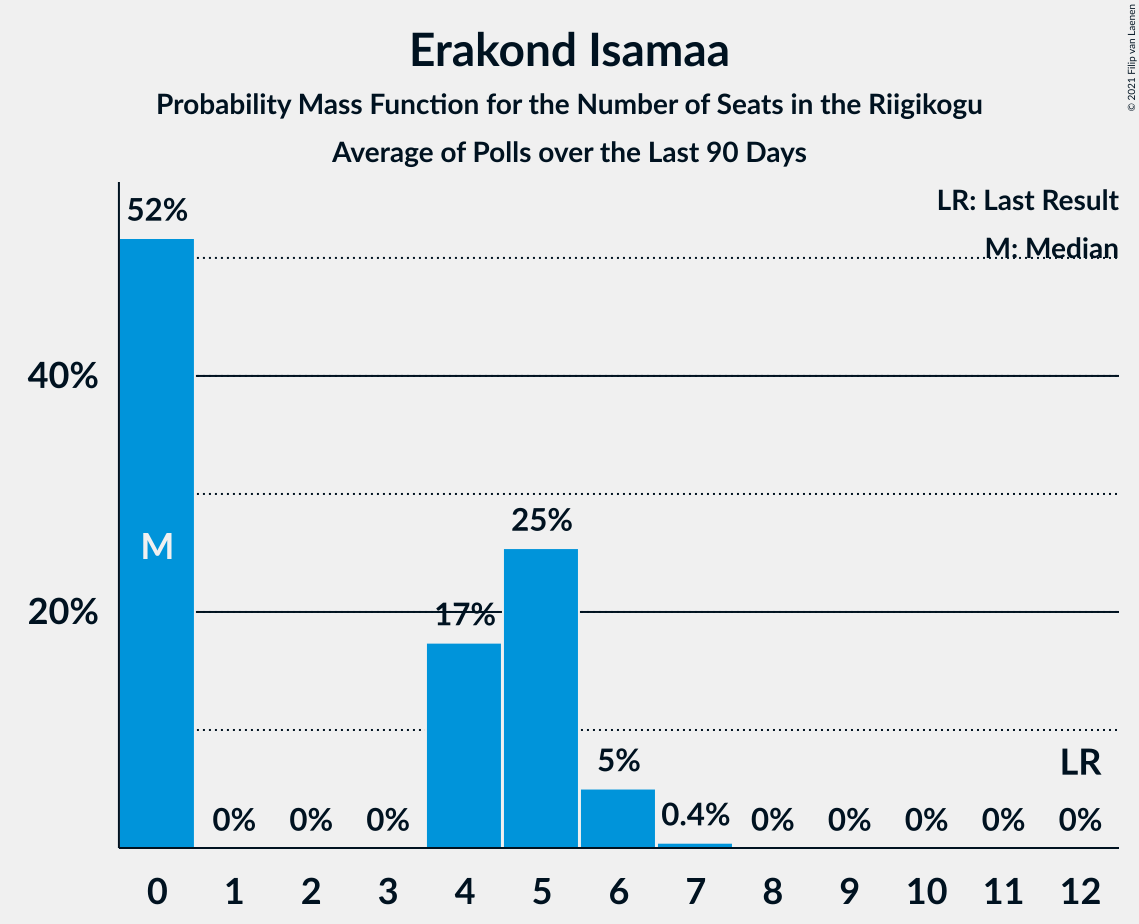 Erakond Isamaa
Probability Mass Function for the Number of Seats in the Riigikogu
Average of Polls over the Last 90 Days
© 2021 Filip van Laenen
LR: Last Result
M: Median
52%
40%
M
25%
20%
17%
5%
LR
0% 0% 0% 0.4% 0% 0% 0% 0% 0%
0 1 2 3 4 5 6 7 8 9 10 11 12